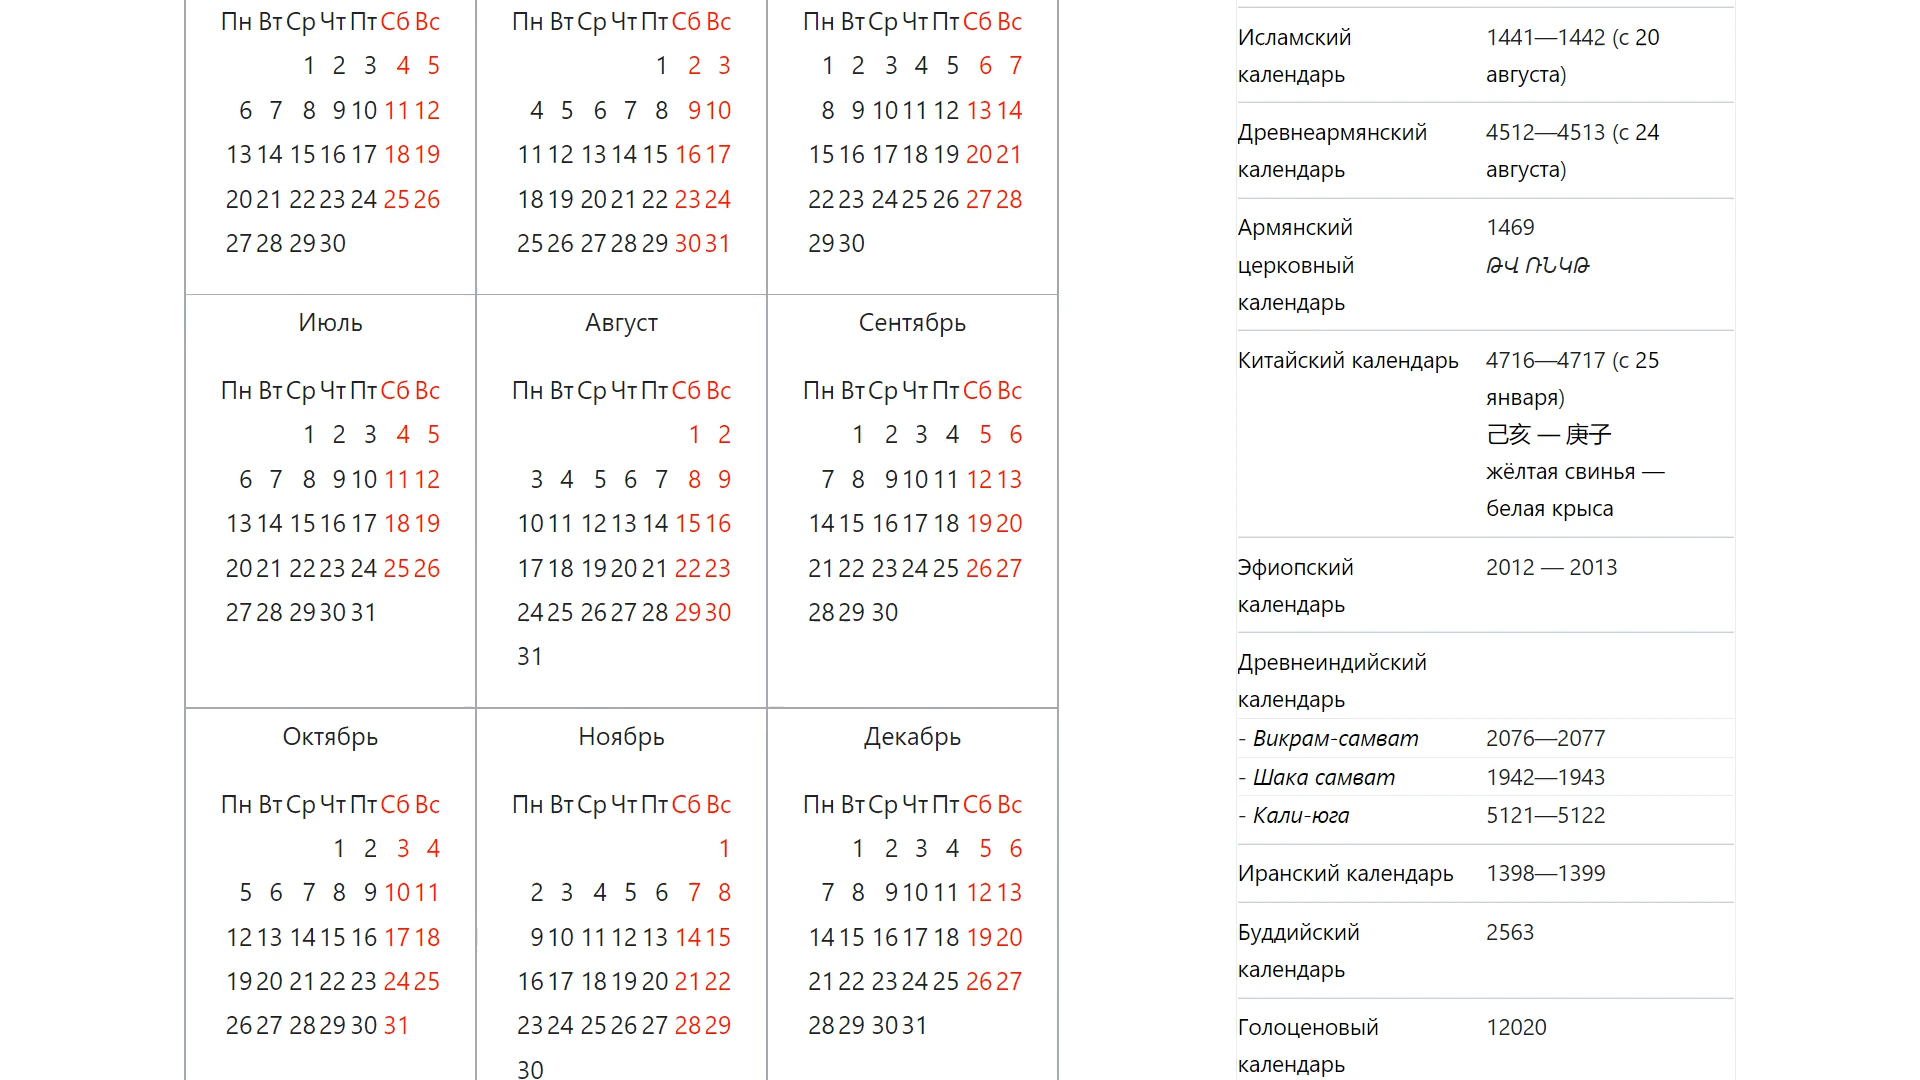 Пн Вт Ср Чт Пт Сб Вс
1 2 3 4 5
6 7 8 9 10 11 12
13 14 15 16 17 18 19
20 21 22 23 24 25 26
27 28 29 30
Пн Вт Ср Чт Пт Сб Вс
1 2 3
4 5 6 7 8 9 10
11 12 13 14 15 16 17
18 19 20 21 22 23 24
25 26 27 28 29 30 31
Пн Вт Ср Чт Пт Сб Вс
1 2 3 4 5 6 7
8 9 10 11 12 13 14
15 16 17 18 19 20 21
22 23 24 25 26 27 28
29 30
Июль
Пн Вт Ср Чт Пт Сб Вс
1 2 3 4 5
6 7 8 9 10 11 12
13 14 15 16 17 18 19
20 21 22 23 24 25 26
27 28 29 30 31
Август
Пн Вт Ср Чт Пт Сб Вс
1 2
3 4 5 6 7 8 9
10 11 12 13 14 15 16
17 18 19 20 21 22 23
24 25 26 27 28 29 30
31
Сентябрь
Пн Вт Ср Чт Пт Сб Вс
1 2 3 4 5 6
7 8 9 10 11 12 13
14 15 16 17 18 19 20
21 22 23 24 25 26 27
28 29 30
Октябрь
Пн Вт Ср Чт Пт Сб Вс
1 2 3 4
5 6 7 8 9 10 11
12 13 14 15 16 17 18
19 20 21 22 23 24 25
26 27 28 29 30 31
Ноябрь
Пн Вт Ср Чт Пт Сб Вс
1
2 3 4 5 6 7 8
9 10 11 12 13 14 15
16 17 18 19 20 21 22
23 24 25 26 27 28 29
30
Декабрь
Пн Вт Ср Чт Пт Сб Вс
1 2 3 4 5 6
7 8 9 10 11 12 13
14 15 16 17 18 19 20
21 22 23 24 25 26 27
28 29 30 31
Исламский 1441—1442 (с 20
календарь августа)
Древнеармянский 4512—4513 (с 24
календарь августа)
Армянский 1469
церковный ԹՎ ՌՆԿԹ
календарь
Китайский календарь 4716—4717 (с 25
января)
己亥 — 庚子
жёлтая свинья —
белая крыса
Эфиопский 2012 — 2013
календарь
Древнеиндийский
календарь
- Викрам-самват 2076—2077
- Шака самват 1942—1943
- Кали-юга 5121—5122
Иранский календарь 1398—1399
Буддийский 2563
календарь
Голоценовый 12020
календарь